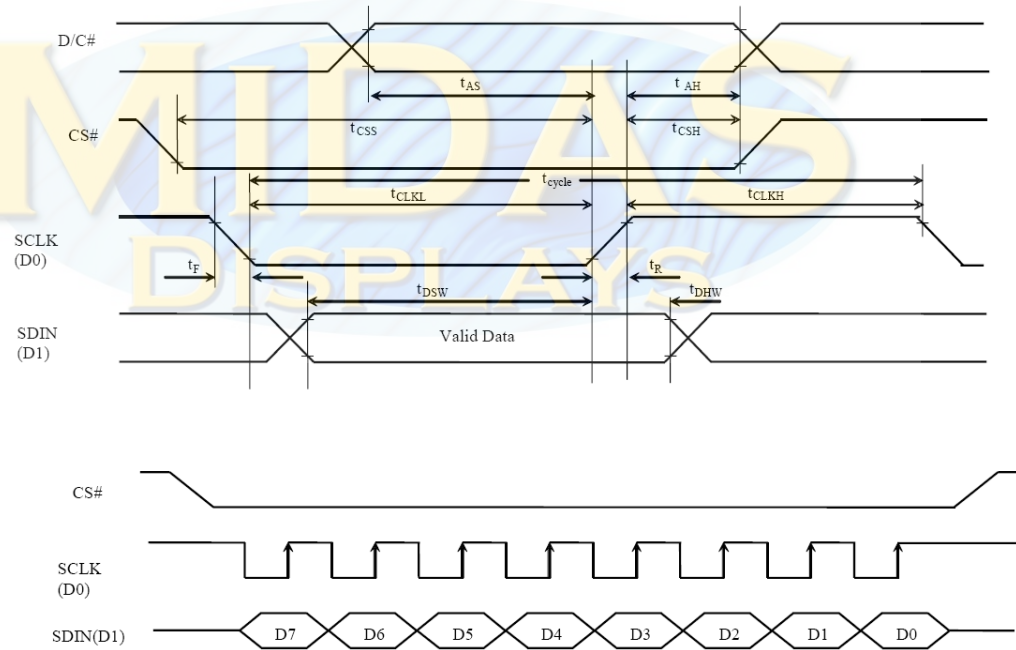 D/C#
tAS
t AH
tCSS
tCSH
CS#
tcycle
tCLKL
tCLKH
SCLK
(D0)
tF
tR
tDSW
tDHW
SDIN
(D1)
Valid Data
MIDAS
DISPLAYS
CS#
SCLK
(D0)
SDIN(D1)
D7 D6 D5 D4 D3 D2 D1 D0